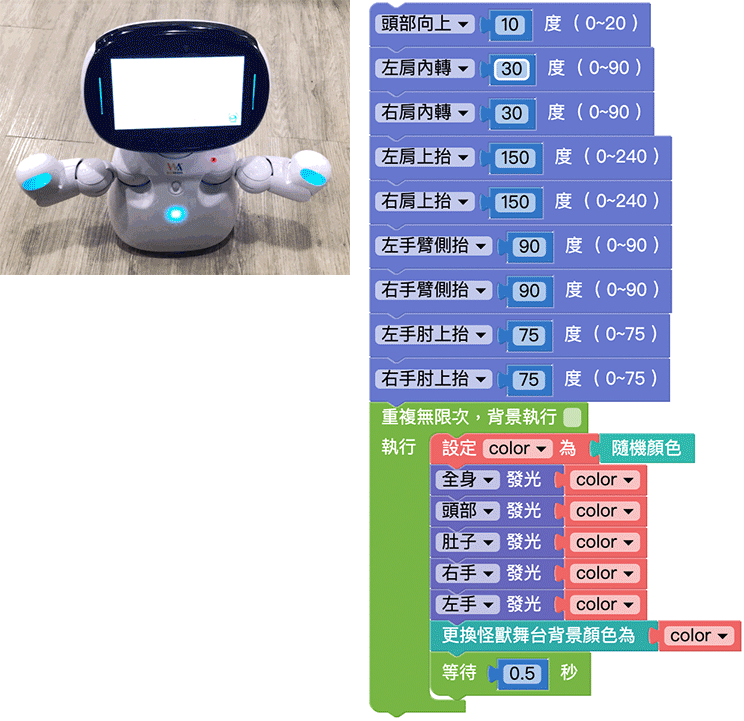 頭部向上 10 度 ( 0~20 )
左肩內轉 30 度 ( 0~90 )
右肩內轉 30 度 ( 0~90 )
左肩上抬 150 度 ( 0~240 )
右肩上抬 150 度 ( 0~240 )
左手臂側抬 90 度 ( 0~90 )
右手臂側抬 90 度 ( 0~90 )
左手肘上抬 75 度 ( 0~75 )
右手肘上抬 75 度 ( 0~75 )
重複無限次，背景執行
執行 設定 color 為 隨機顏色
全身 發光 color
頭部 發光 color
肚子 發光 color
右手 發光 color
左手 發光 color
更換怪獸舞台背景顏色為 color
等待 0.5 秒